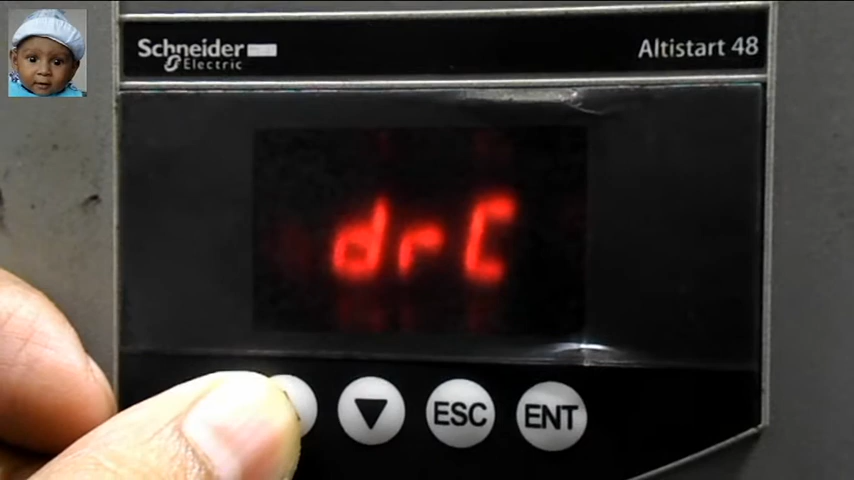 Schneider
Electric
Altistart 48
drC
▼
ESC
ENT